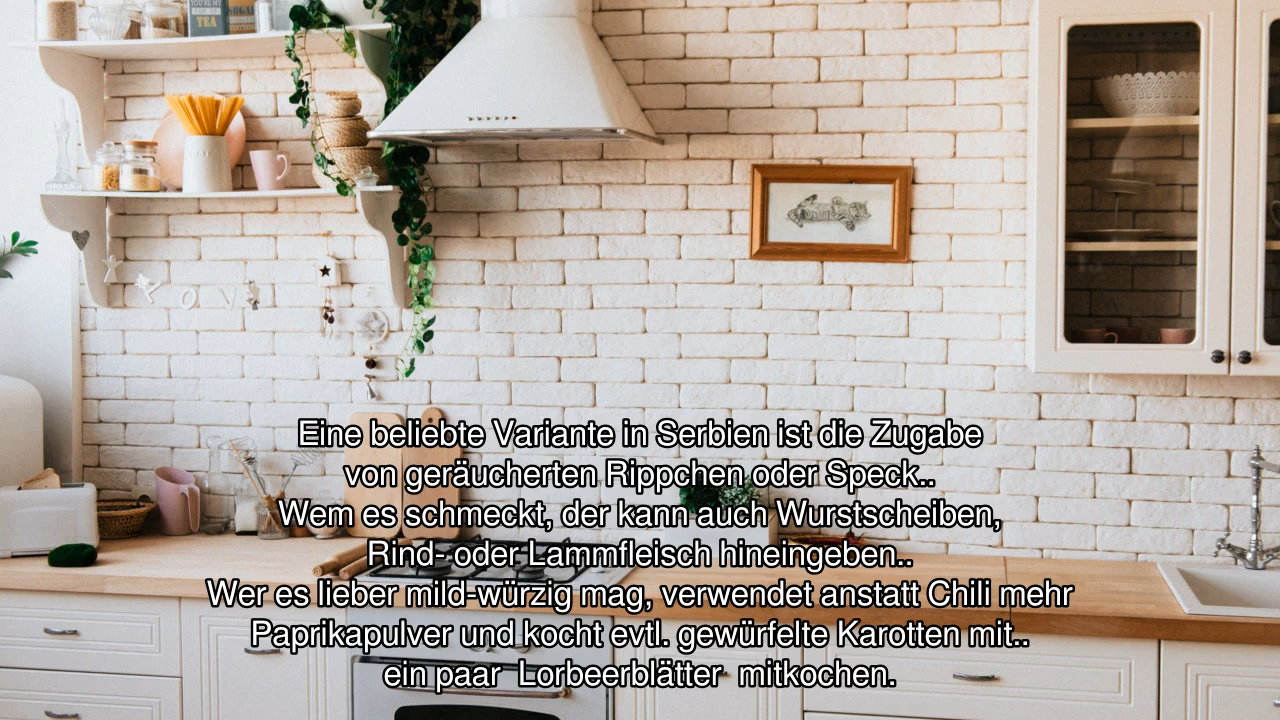 TEA
Eine beliebte Variante in Serbien ist die Zugabe
von geräucherten Rippchen oder Speck..
Wem es schmeckt, der kann auch Wurstscheiben,
Rind- oder Lammfleisch hineingeben..
Wer es lieber mild-würzig mag, verwendet anstatt Chili mehr
Paprikapulver und kocht evtl. gewürfelte Karotten mit..
ein paar  Lorbeerblätter  mitkochen.